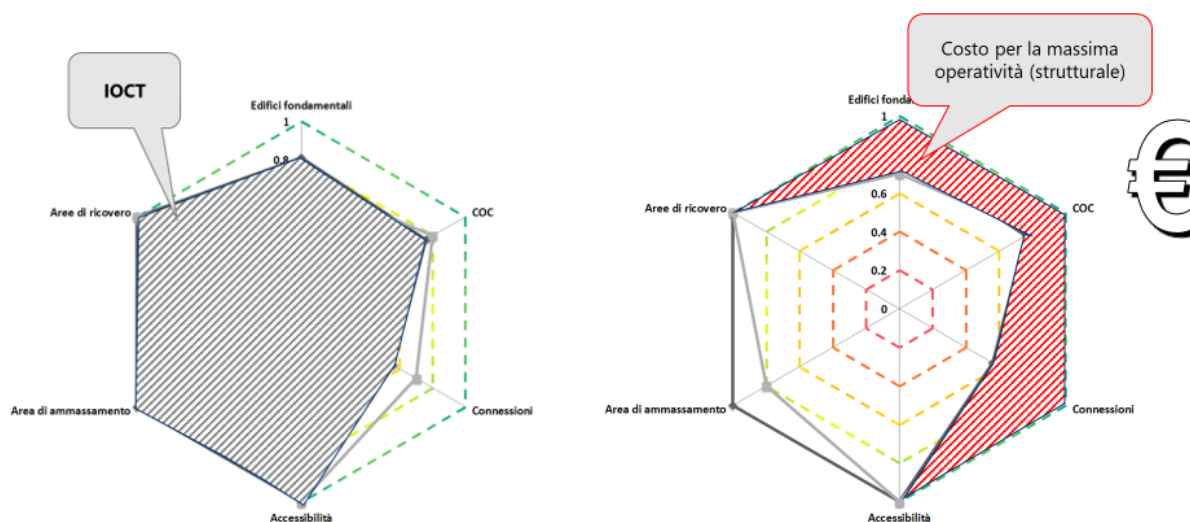 IOCT
Edifici fondamentali
1
0.8
Aree di ricovero
COC
Area di ammassamento
Connessioni
Accessibilità
Costo per la massima
operatività (strutturale)
Edifici fonda
1
Aree di ricovero
COC
0.6
0.4
0.2
0
Area di ammassamento
Connessioni
Accessibilità
€